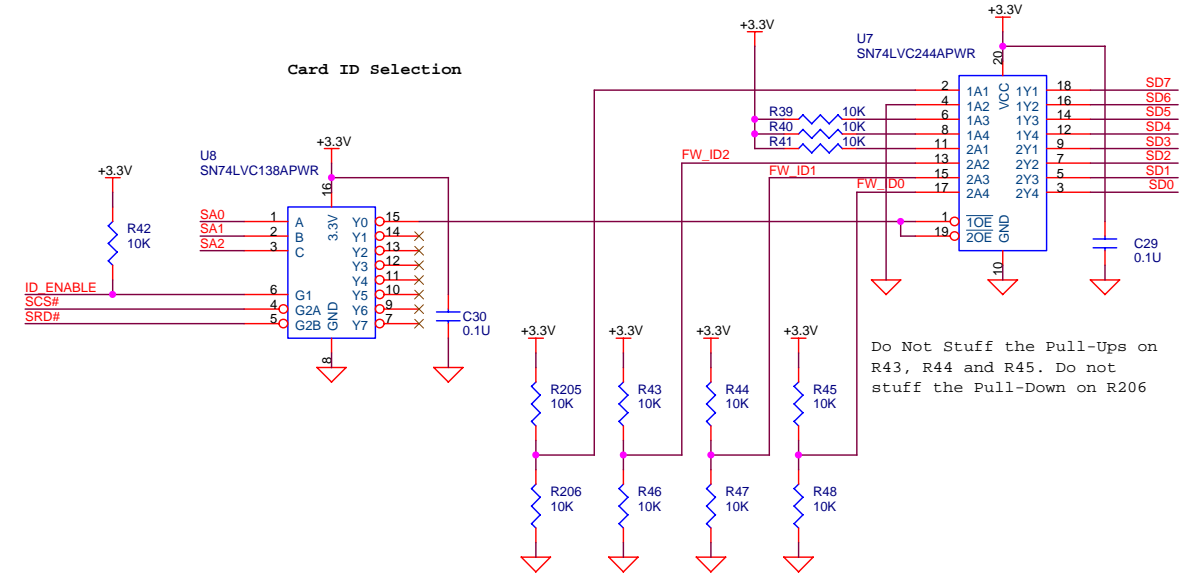 Card ID Selection
+3.3V
U8
SN74LVC138APWR
+3.3V
R42
10K
SA0
SA1
SA2
ID_ENABLE
SCS#
SRD#
1
2
3
6
4
5
A
B
C
G1
G2A
G2B
16
3.3V
GND
8
Y0
Y1
Y2
Y3
Y4
Y5
Y6
Y7
15
14
13
12
11
10
9
7
C30
0.1U
+3.3V
R39 10K
R40 10K
R41 10K
FW_ID2
FW_ID1
FW_ID0
+3.3V
U7
SN74LVC244APWR
20
VCC
2 1A1 1Y1 18 SD7
4 1A2 1Y2 16 SD6
6 1A3 1Y3 14 SD5
8 1A4 1Y4 12 SD4
11 2A1 2Y1 9 SD3
13 2A2 2Y2 7 SD2
15 2A3 2Y3 5 SD1
17 2A4 2Y4 3 SD0
1 1OE
19 2OE
GND
10
C29
0.1U
+3.3V
+3.3V
+3.3V
+3.3V
R205
10K
R43
10K
R44
10K
R45
10K
R206
10K
R46
10K
R47
10K
R48
10K
Do Not Stuff the Pull-Ups on
R43, R44 and R45. Do not
stuff the Pull-Down on R206